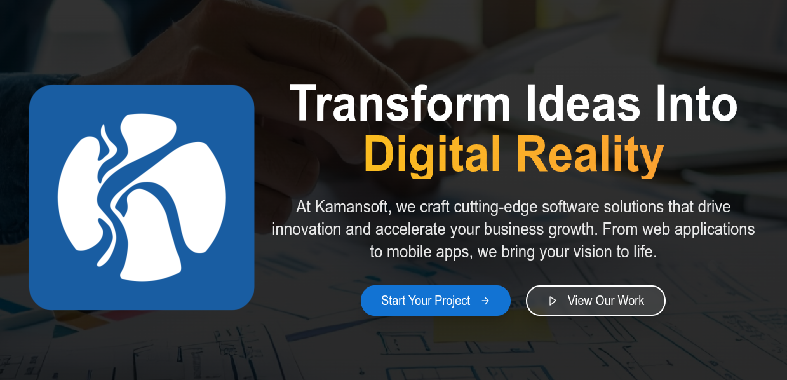 Transform Ideas Into
Digital Reality
At Kamansoft, we craft cutting-edge software solutions that drive
innovation and accelerate your business growth. From web applications
to mobile apps, we bring your vision to life.
Start Your Project →
View Our Work